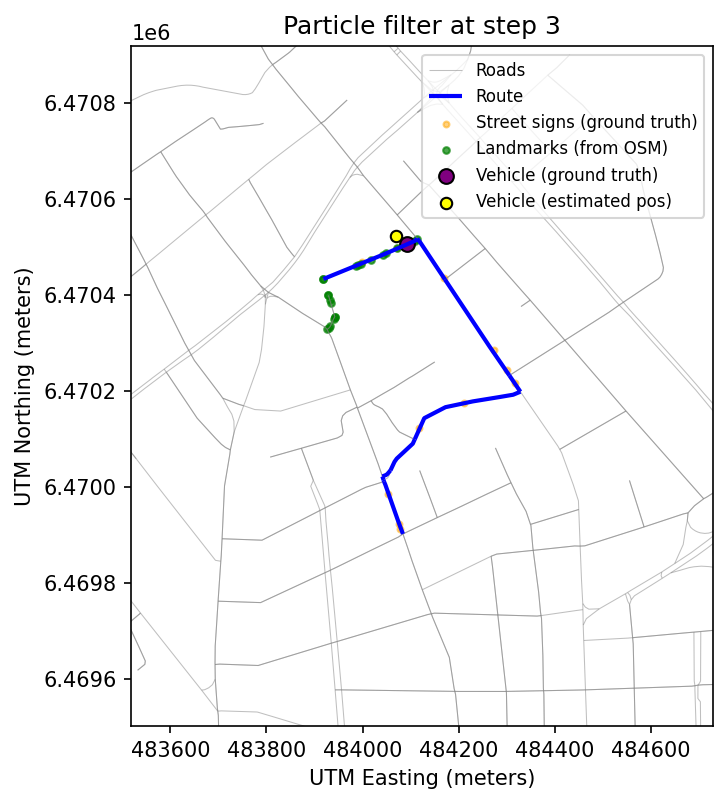 Particle filter at step 3
1e6
Roads
Route
Street signs (ground truth)
Landmarks (from OSM)
Vehicle (ground truth)
Vehicle (estimated pos)
6.4708
6.4706
6.4704
6.4702
6.4700
6.4698
6.4696
UTM Northing (meters)
483600 483800 484000 484200 484400 484600
UTM Easting (meters)